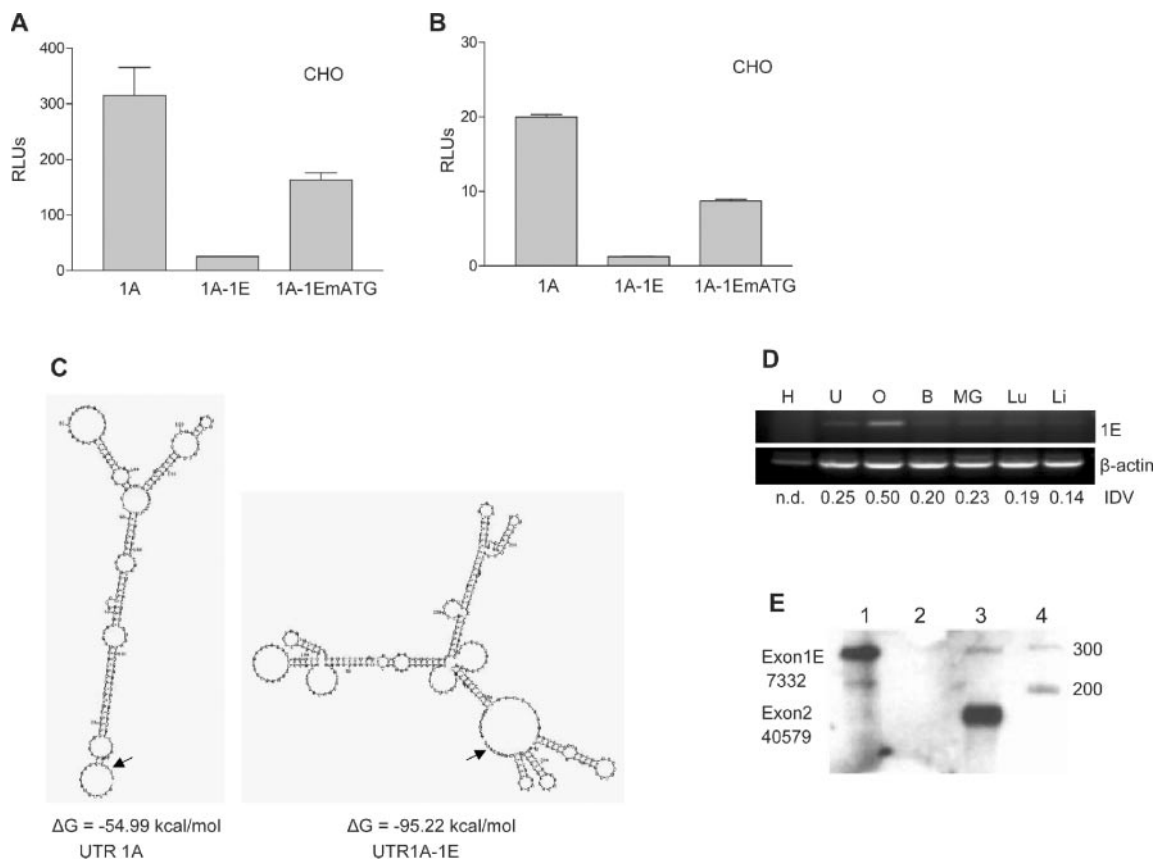 A
400
300
200
100
0
RLUs
CHO
1A
1A-1E
1A-1EmATG
B
30
20
10
0
RLUs
CHO
1A
1A-1E
1A-1EmATG
C
ΔG = -54.99 kcal/mol
UTR 1A
ΔG = -95.22 kcal/mol
UTR1A-1E
D
H U O B MG Lu Li
1E
β-actin
n.d. 0.25 0.50 0.20 0.23 0.19 0.14 IDV
E
1 2 3 4
Exon1E
7332
Exon2
40579
300
200